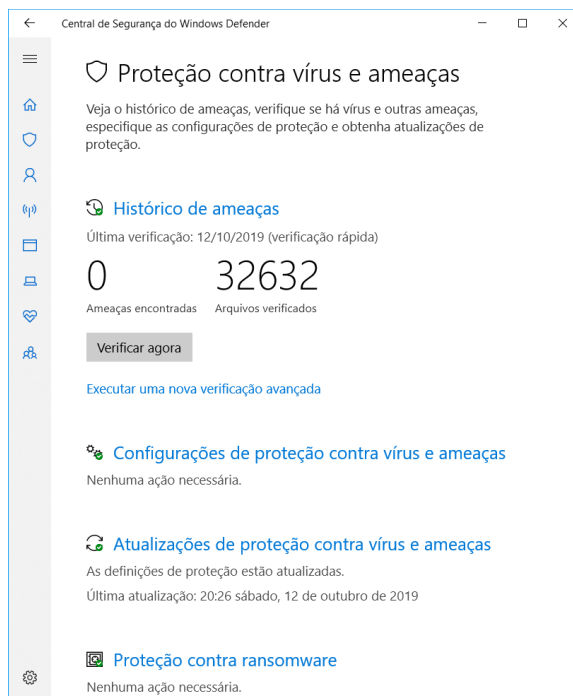 Central de Segurança do Windows Defender
Proteção contra vírus e ameaças
Veja o histórico de ameaças, verifique se há vírus e outras ameaças,
especifique as configurações de proteção e obtenha atualizações de
proteção.
Histórico de ameaças
Última verificação: 12/10/2019 (verificação rápida)
0 32632
Ameaças encontradas Arquivos verificados
Verificar agora
Executar uma nova verificação avançada
Configurações de proteção contra vírus e ameaças
Nenhuma ação necessária.
Atualizações de proteção contra vírus e ameaças
As definições de proteção estão atualizadas.
Última atualização: 20:26 sábado, 12 de outubro de 2019
Proteção contra ransomware
Nenhuma ação necessária.